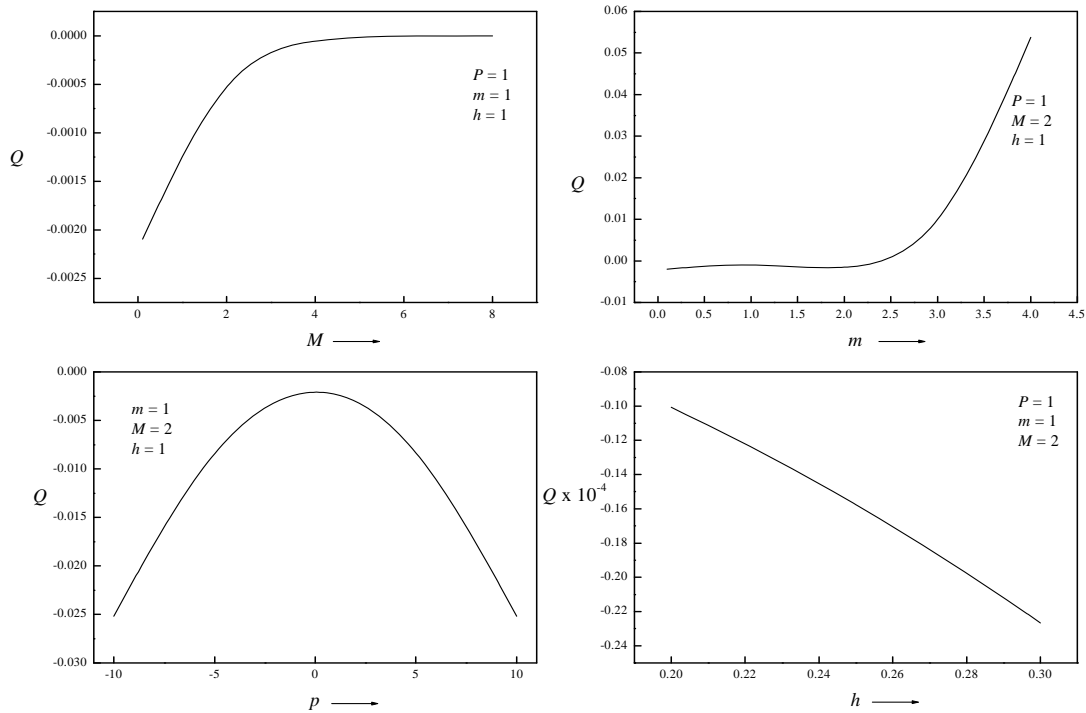 0.0000
-0.0005
-0.0010
-0.0015
-0.0020
-0.0025
Q
P = 1
m = 1
h = 1
0 2 4 6 8
M
0.06
0.05
0.04
0.03
0.02
0.01
0.00
-0.01
Q
P = 1
M = 2
h = 1
0.0 0.5 1.0 1.5 2.0 2.5 3.0 3.5 4.0 4.5
m
0.000
-0.005
-0.010
-0.015
-0.020
-0.025
-0.030
Q
m = 1
M = 2
h = 1
-10 -5 0 5 10
p
-0.08
-0.10
-0.12
-0.14
-0.16
-0.18
-0.20
-0.22
-0.24
Q x 10⁻⁴
P = 1
m = 1
M = 2
0.20 0.22 0.24 0.26 0.28 0.30
h